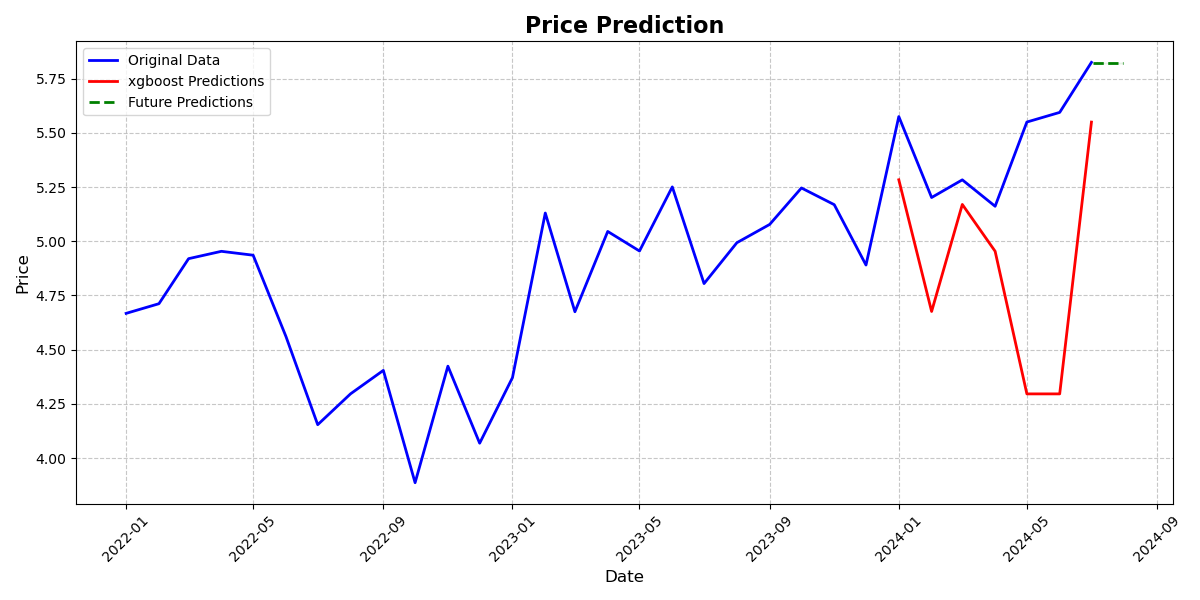 Price Prediction
Original Data
xgboost Predictions
Future Predictions
Price
5.75
5.50
5.25
5.00
4.75
4.50
4.25
4.00
2022-01
2022-05
2022-09
2023-01
2023-05
2023-09
2024-01
2024-05
2024-09
Date